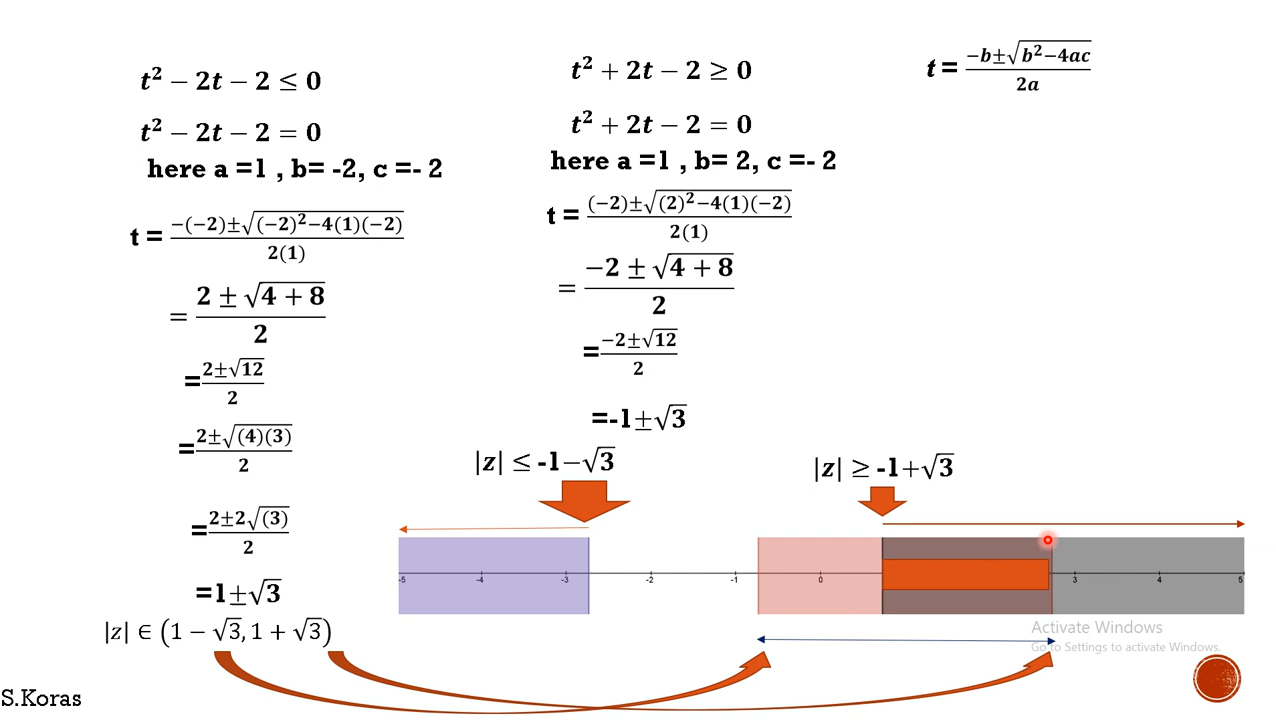 t² − 2t − 2 ≤ 0
t² − 2t − 2 = 0
here a =1 , b= -2, c =- 2
t = (−(−2)±√((−2)²−4(1)(−2)))/(2(1))
= (2 ± √(4 + 8))/2
=(2±√12)/2
=(2±√((4)(3)))/2
=(2±2√(3))/2
=1±√3
|z| ∈ (1 − √3, 1 + √3)
t² + 2t − 2 ≥ 0
t² + 2t − 2 = 0
here a =1 , b= 2, c =- 2
t = ((−2)±√((2)²−4(1)(−2)))/(2(1))
= (−2 ± √(4 + 8))/2
=(−2±√12)/2
=-1±√3
|z| ≤ -1−√3
|z| ≥ -1+√3
t = (−b±√(b²−4ac))/(2a)
-5 -4 -3 -2 -1 0 3 4 5
Activate Windows
Go to Settings to activate Windows.
S.Koras